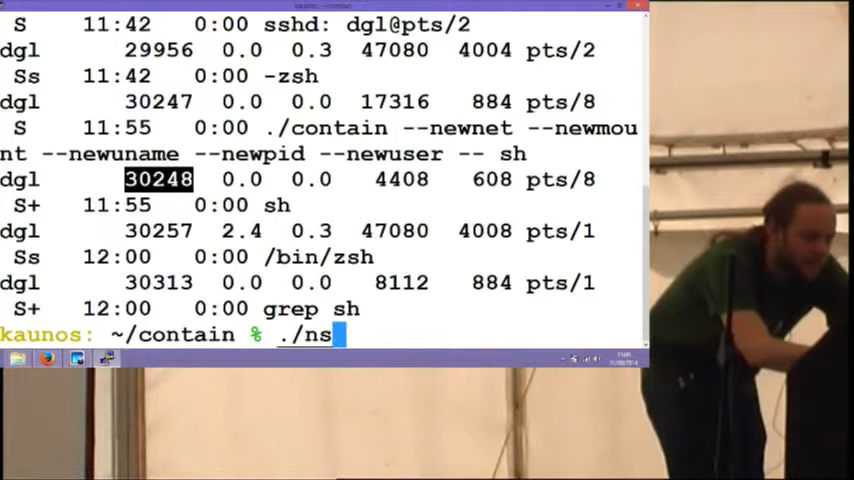 S 11:42 0:00 sshd: dgl@pts/2
dgl 29956 0.0 0.3 47080 4004 pts/2
Ss 11:42 0:00 -zsh
dgl 30247 0.0 0.0 17316 884 pts/8
S 11:55 0:00 ./contain --newnet --newmou
nt --newuname --newpid --newuser -- sh
dgl 30248 0.0 0.0 4408 608 pts/8
S+ 11:55 0:00 sh
dgl 30257 2.4 0.3 47080 4008 pts/1
Ss 12:00 0:00 /bin/zsh
dgl 30313 0.0 0.0 8112 884 pts/1
S+ 12:00 0:00 grep sh
kaunos: ~/contain % ./ns